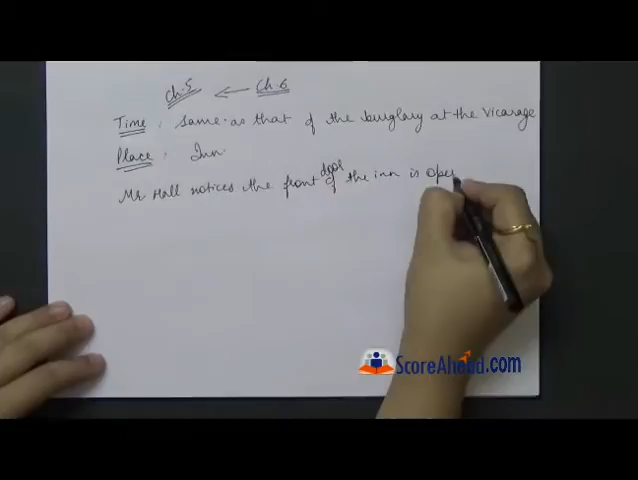 Ch.5 ← Ch.6
Time : same as that of the burglary at the Vicarage
Place : Inn.
door
Mr Hall notices the front of the inn is open
ScoreAhead.com